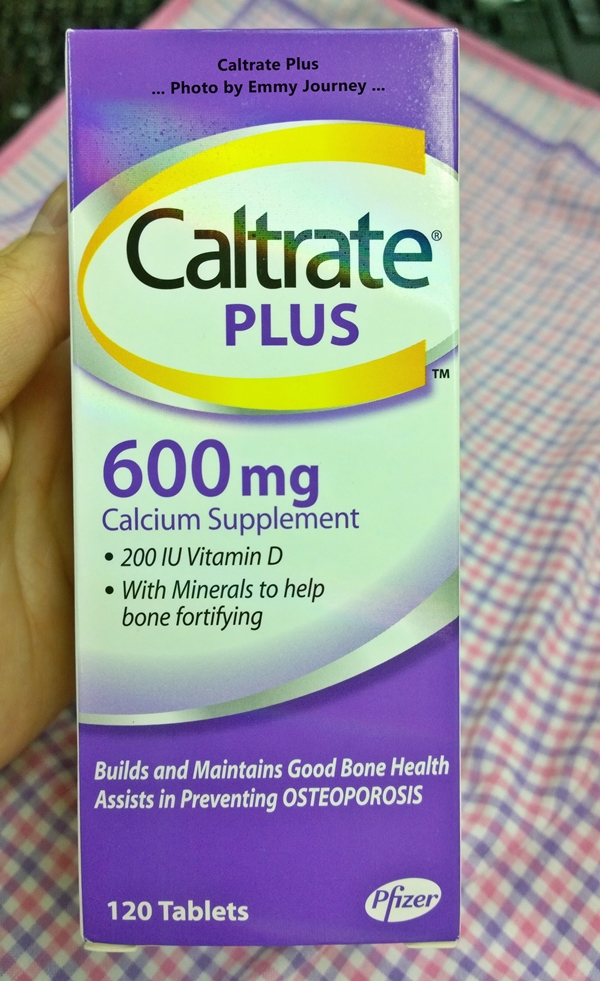 Caltrate Plus
... Photo by Emmy Journey ...
Caltrate®
PLUS
TM
600 mg
Calcium Supplement
• 200 IU Vitamin D
• With Minerals to help
bone fortifying
Builds and Maintains Good Bone Health
Assists in Preventing OSTEOPOROSIS
120 Tablets
Pfizer